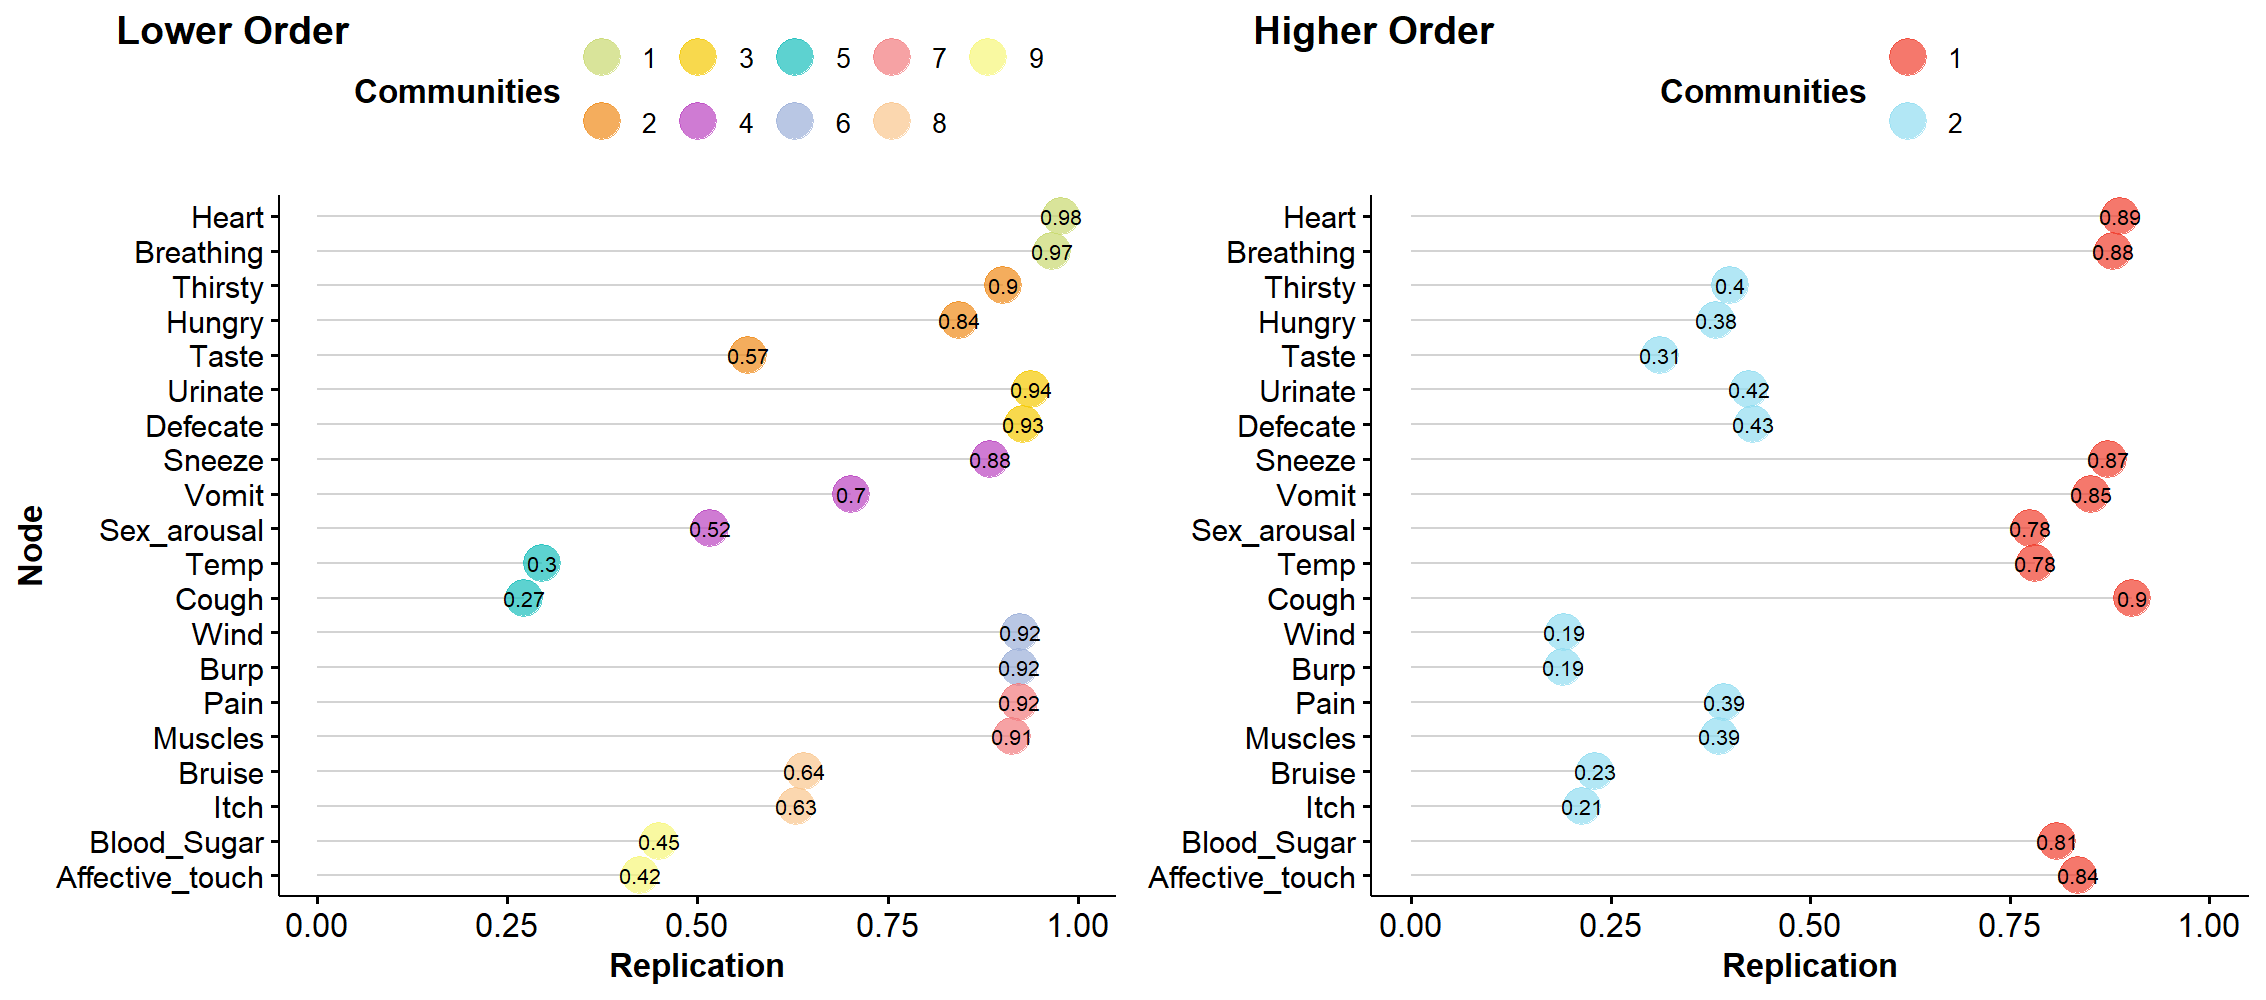 Lower Order
Communities
1 3 5 7 9
2 4 6 8
Node
Heart 0.98
Breathing 0.97
Thirsty 0.9
Hungry 0.84
Taste 0.57
Urinate 0.94
Defecate 0.93
Sneeze 0.88
Vomit 0.7
Sex_arousal 0.52
Temp 0.3
Cough 0.27
Wind 0.92
Burp 0.92
Pain 0.92
Muscles 0.91
Bruise 0.64
Itch 0.63
Blood_Sugar 0.45
Affective_touch 0.42
0.00 0.25 0.50 0.75 1.00
Replication
Higher Order
Communities
1
2
Heart 0.89
Breathing 0.88
Thirsty 0.4
Hungry 0.38
Taste 0.31
Urinate 0.42
Defecate 0.43
Sneeze 0.87
Vomit 0.85
Sex_arousal 0.78
Temp 0.78
Cough 0.9
Wind 0.19
Burp 0.19
Pain 0.39
Muscles 0.39
Bruise 0.23
Itch 0.21
Blood_Sugar 0.81
Affective_touch 0.84
0.00 0.25 0.50 0.75 1.00
Replication